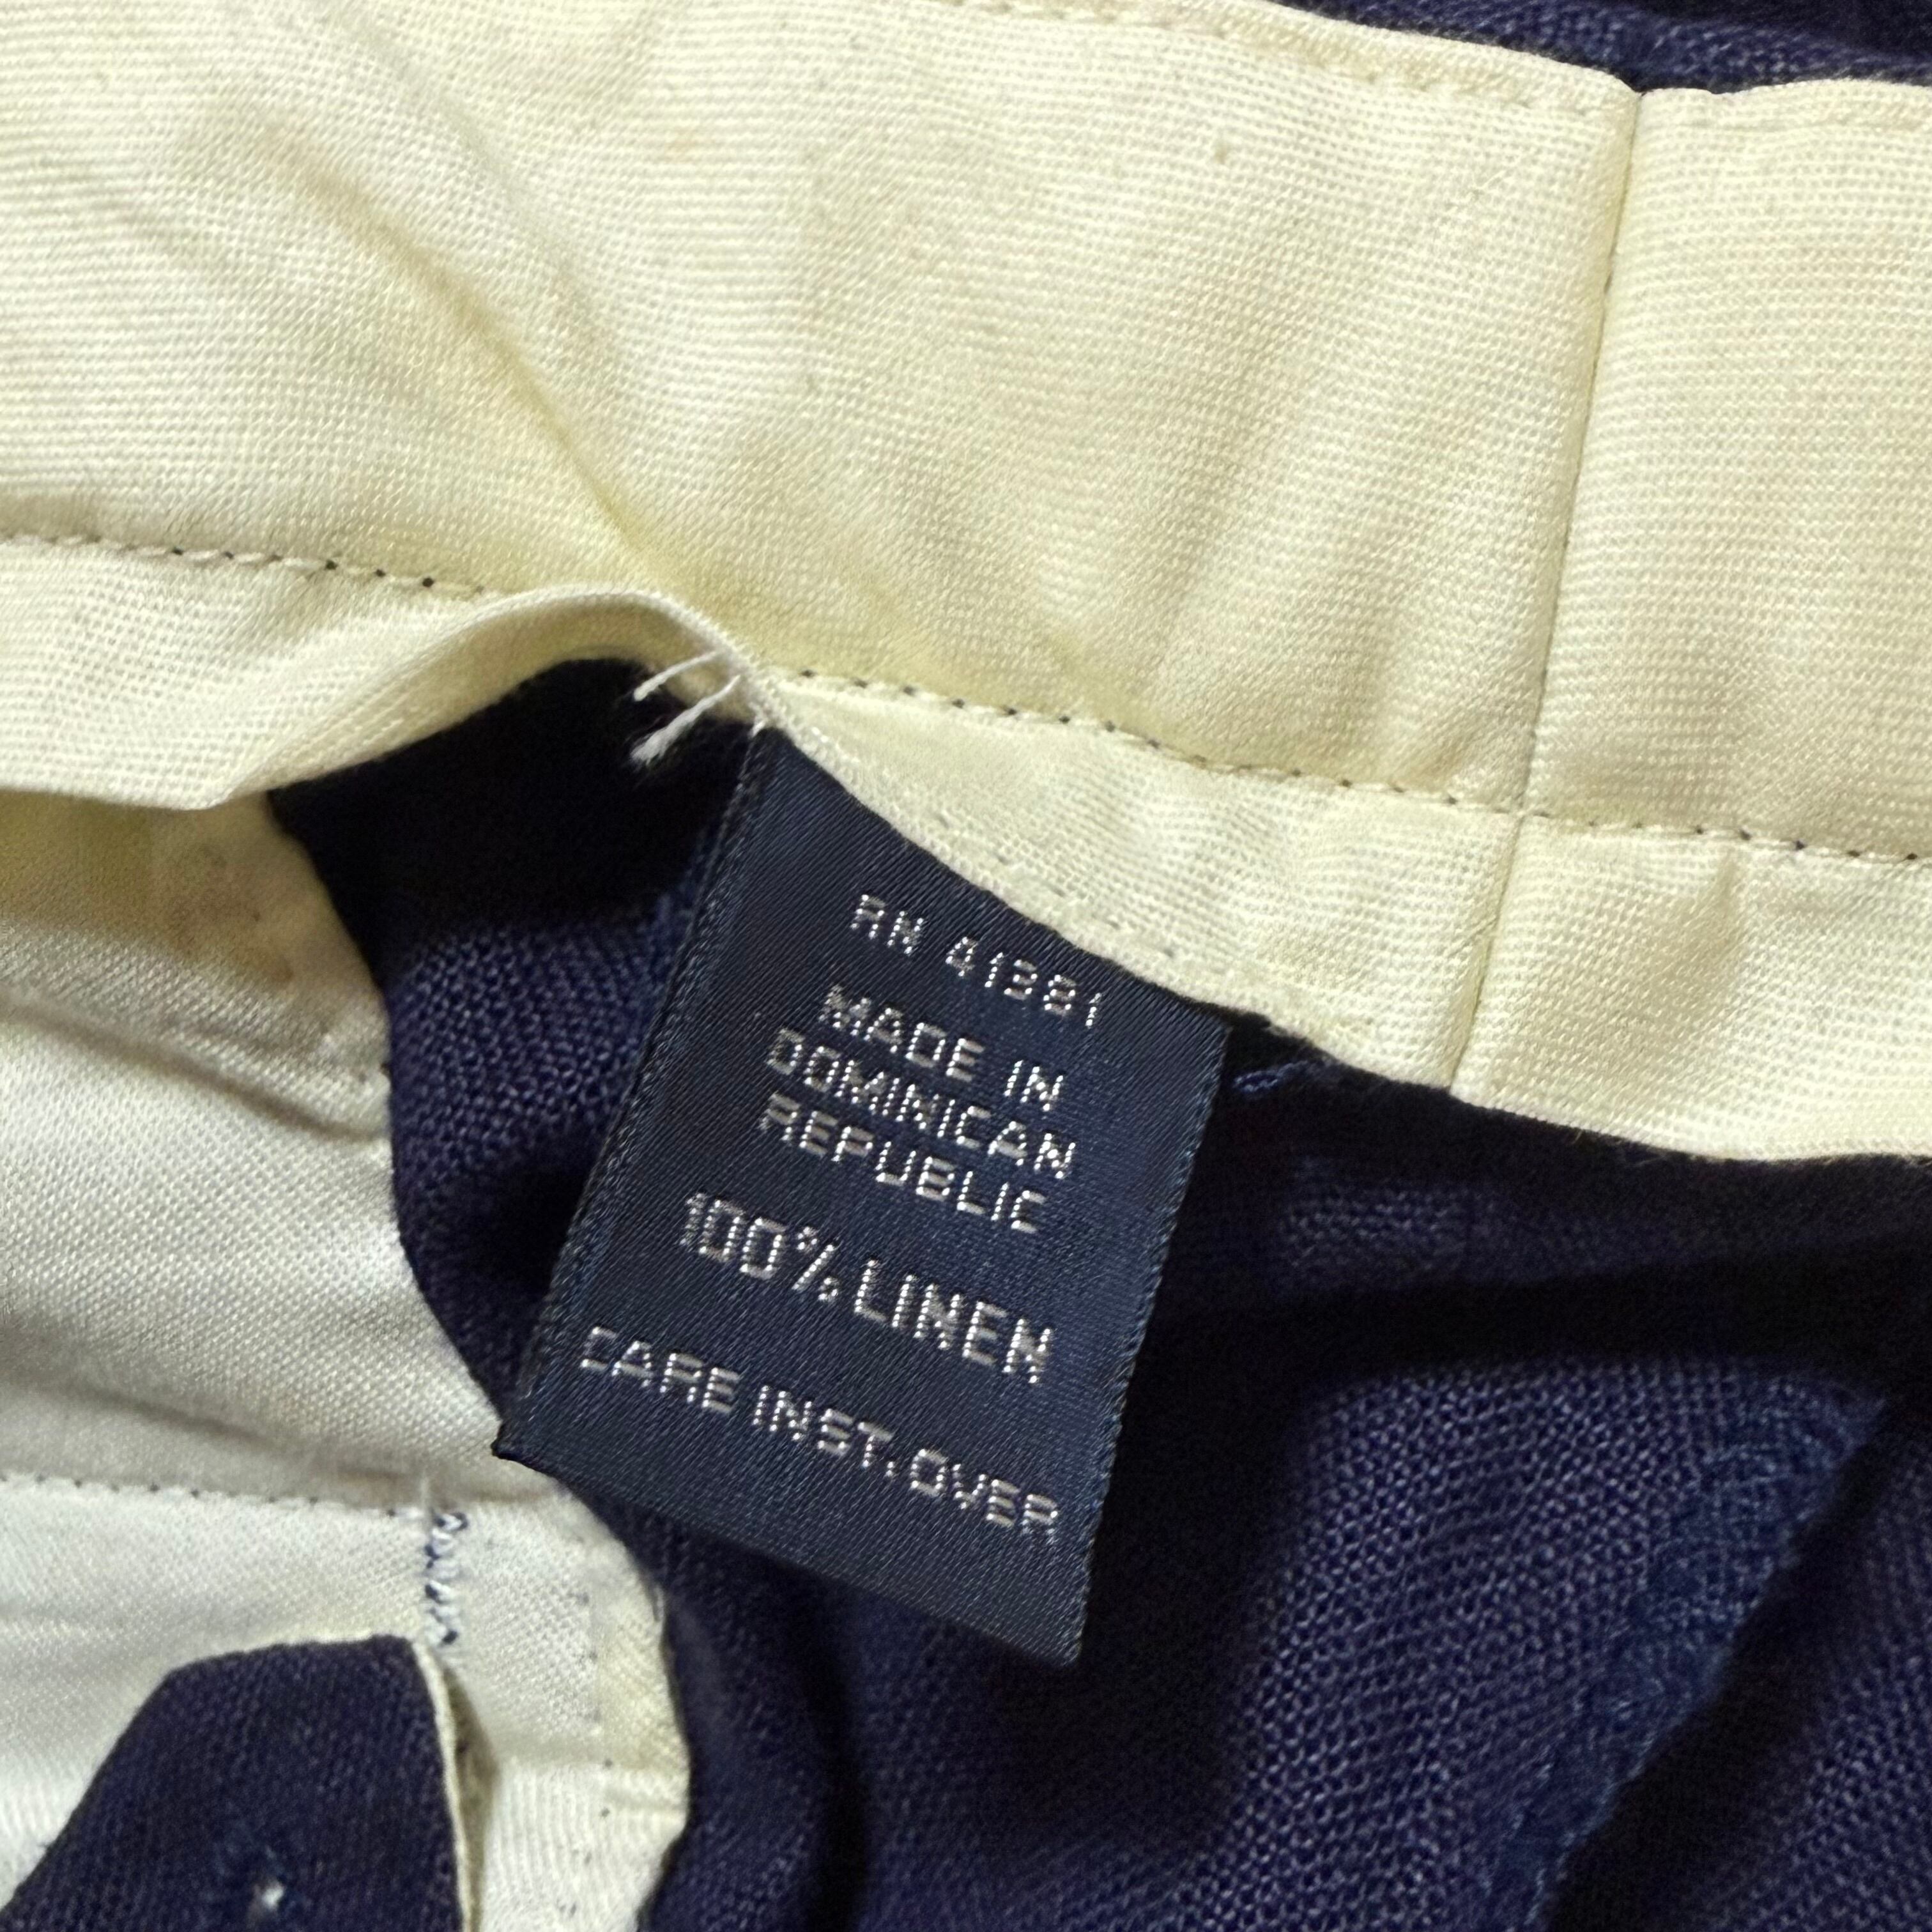 RN 41381
MADE IN
DOMINICAN
REPUBLIC
100% LINEN
CARE INST. OVER